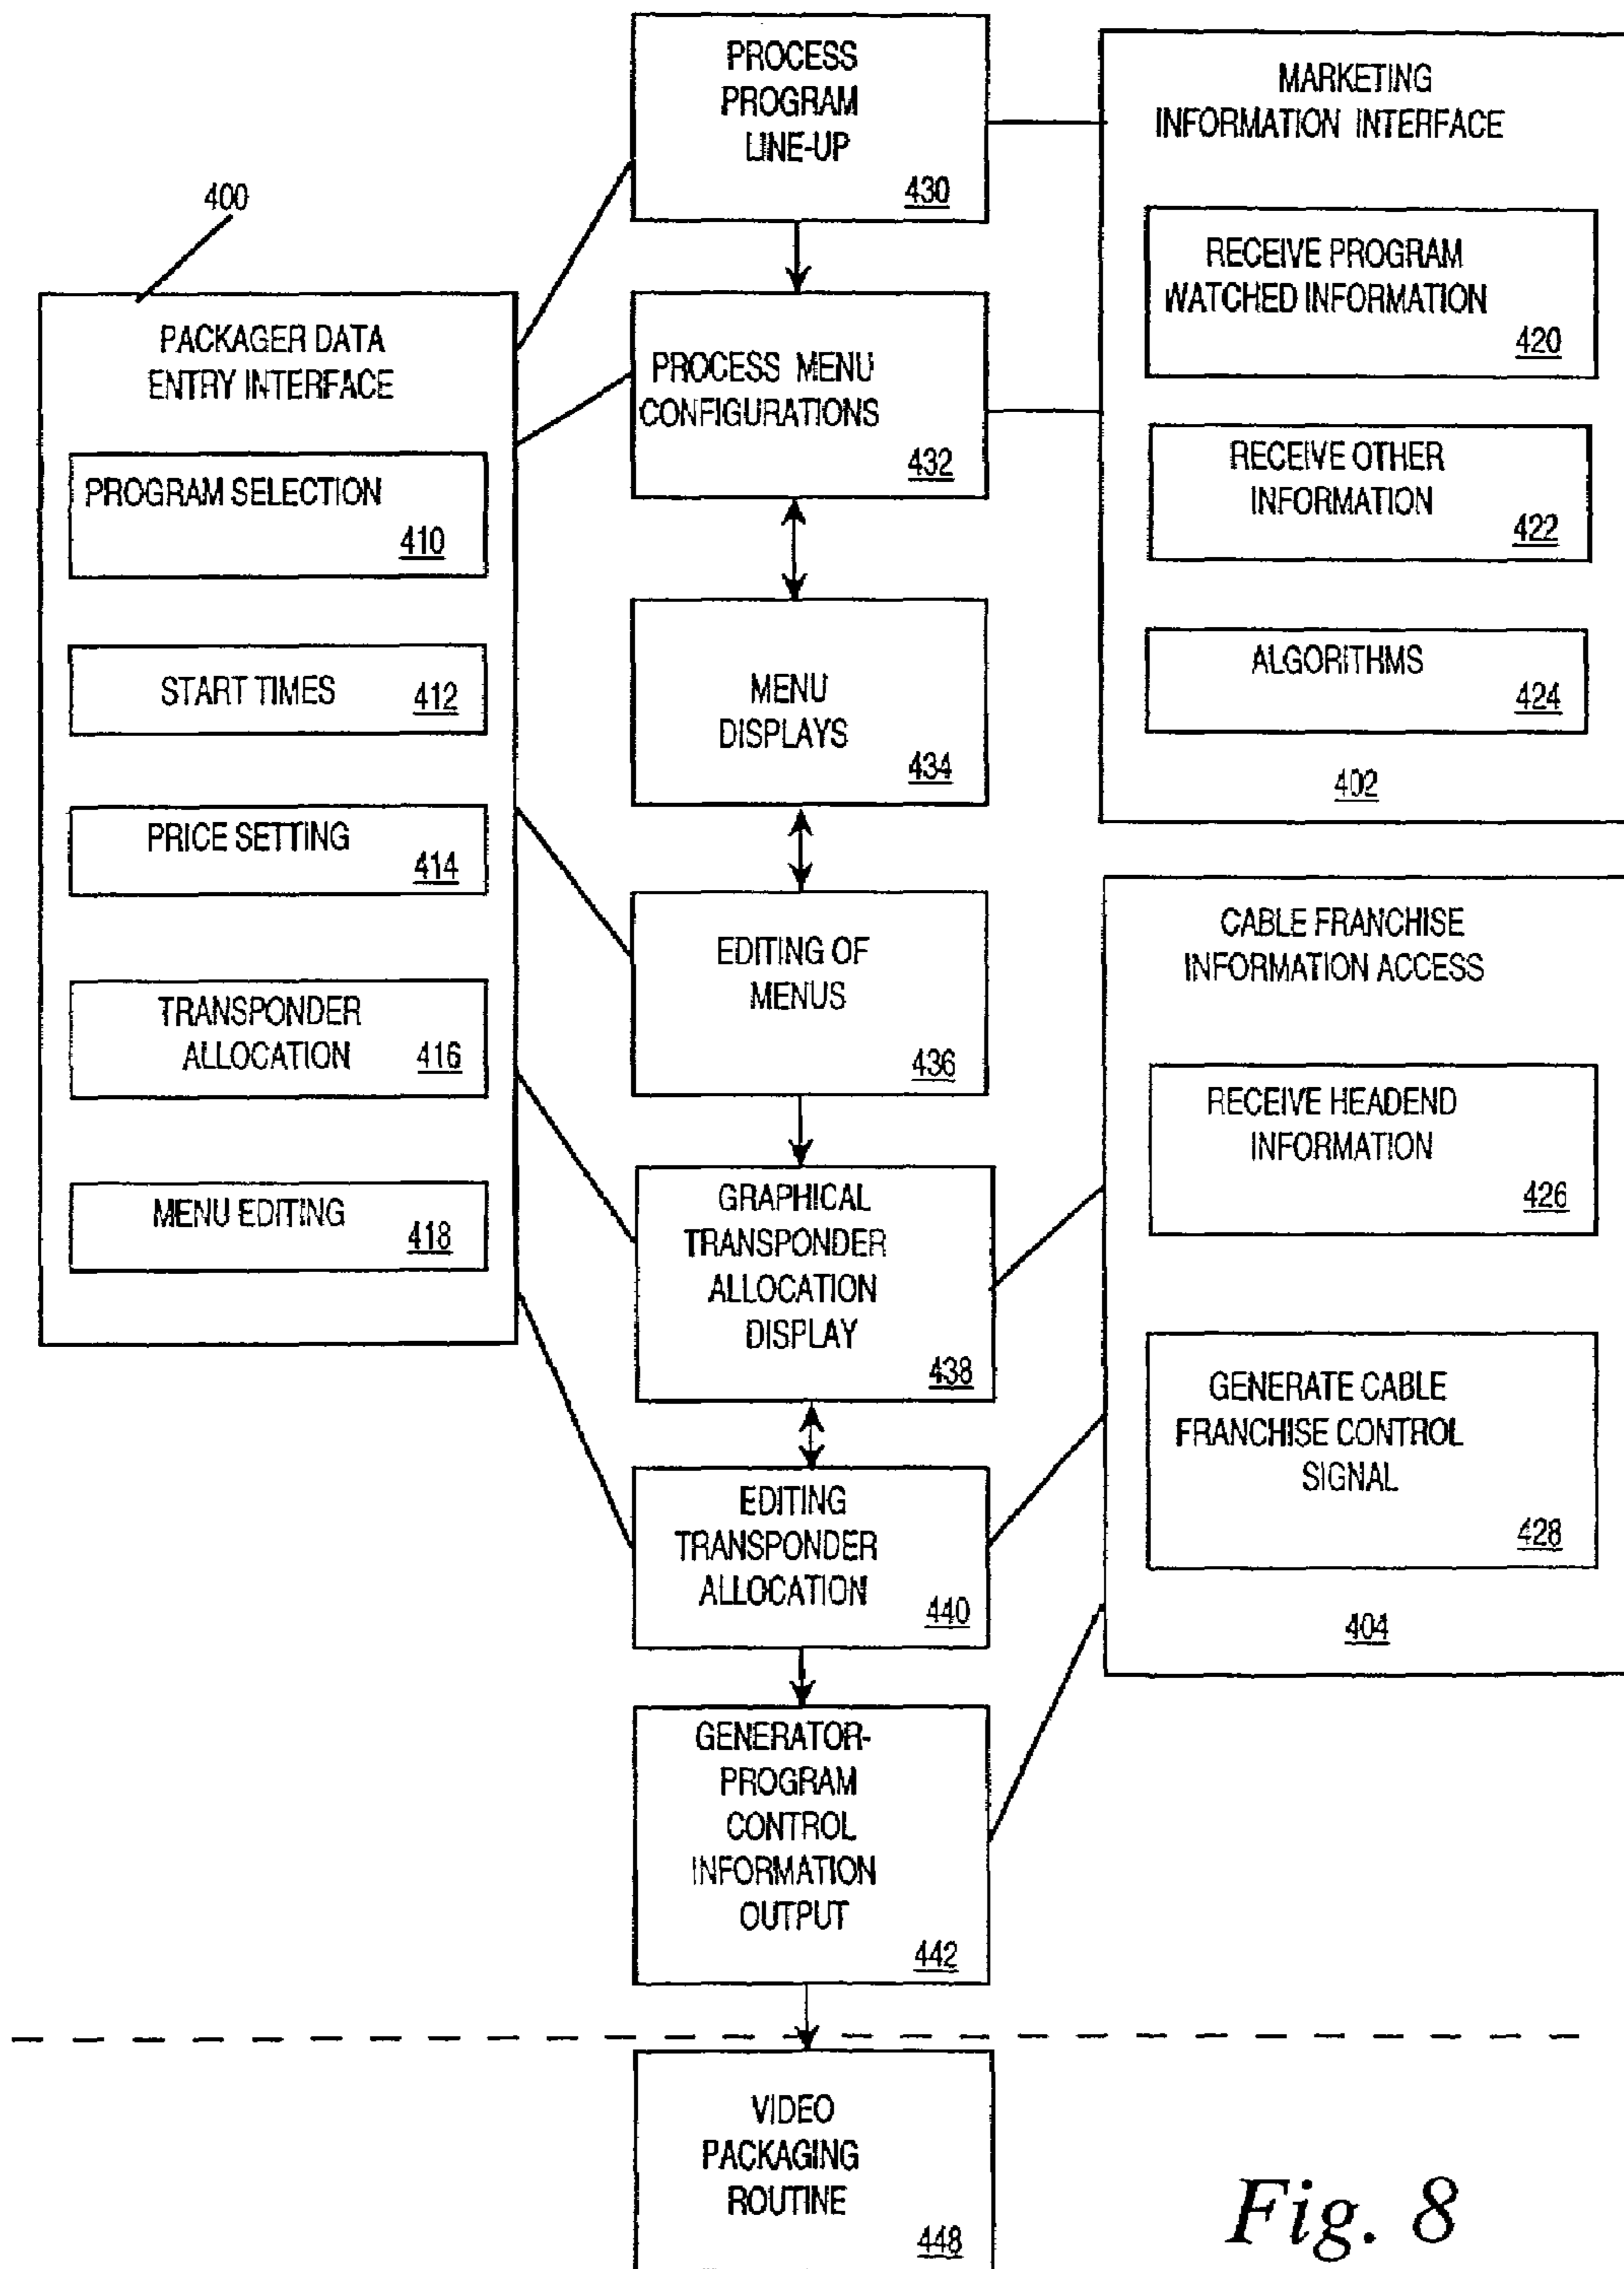 400
PACKAGER DATA
ENTRY INTERFACE
PROGRAM SELECTION
410
START TIMES
412
PRICE SETTING
414
TRANSPONDER
ALLOCATION
416
MENU EDITING
418
PROCESS
PROGRAM
LINE-UP
430
PROCESS MENU
CONFIGURATIONS
432
MENU
DISPLAYS
434
EDITING OF
MENUS
436
GRAPHICAL
TRANSPONDER
ALLOCATION
DISPLAY
438
EDITING
TRANSPONDER
ALLOCATION
440
GENERATOR-
PROGRAM
CONTROL
INFORMATION
OUTPUT
442
VIDEO
PACKAGING
ROUTINE
448
MARKETING
INFORMATION INTERFACE
RECEIVE PROGRAM
WATCHED INFORMATION
420
RECEIVE OTHER
INFORMATION
422
ALGORITHMS
424
402
CABLE FRANCHISE
INFORMATION ACCESS
RECEIVE HEADEND
INFORMATION
426
GENERATE CABLE
FRANCHISE CONTROL
SIGNAL
428
404
Fig. 8